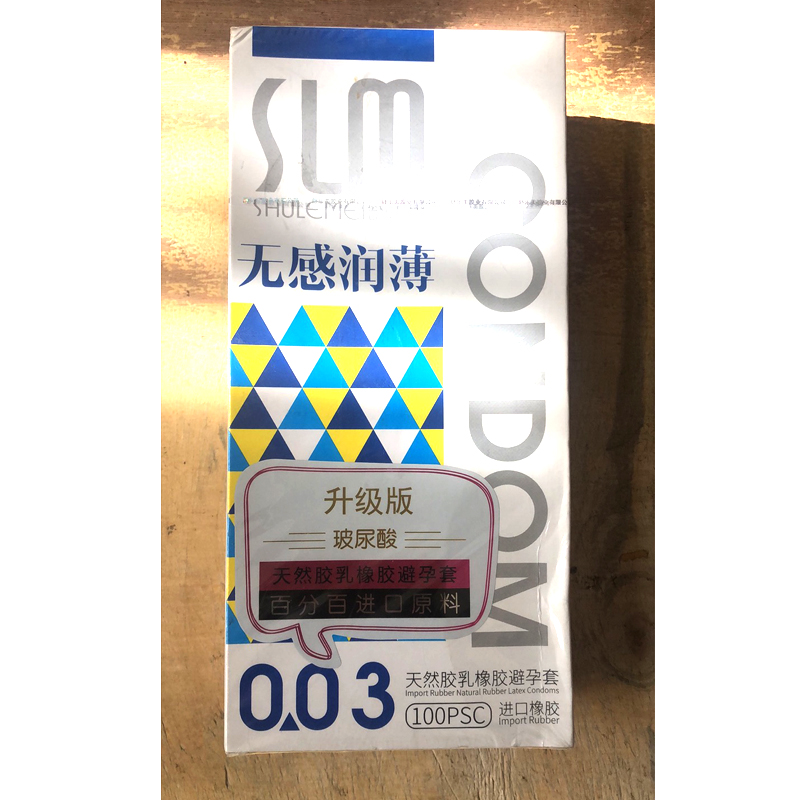 SLM
SHULEME
CONDOM
无感润薄
升级版
玻尿酸
天然胶乳橡胶避孕套
百分百进口原料
0.03
天然胶乳橡胶避孕套
Import Rubber Natural Rubber Latex Condoms
100PSC
进口橡胶
Import Rubber